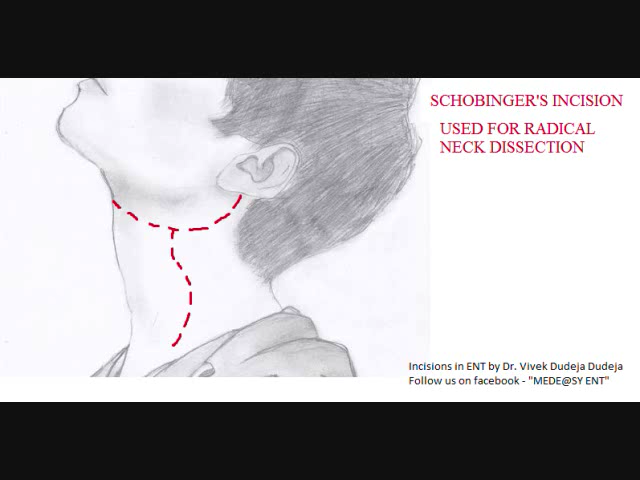 SCHOBINGER'S INCISION
USED FOR RADICAL
NECK DISSECTION
Incisions in ENT by Dr. Vivek Dudeja Dudeja
Follow us on facebook - "MEDE@SY ENT"